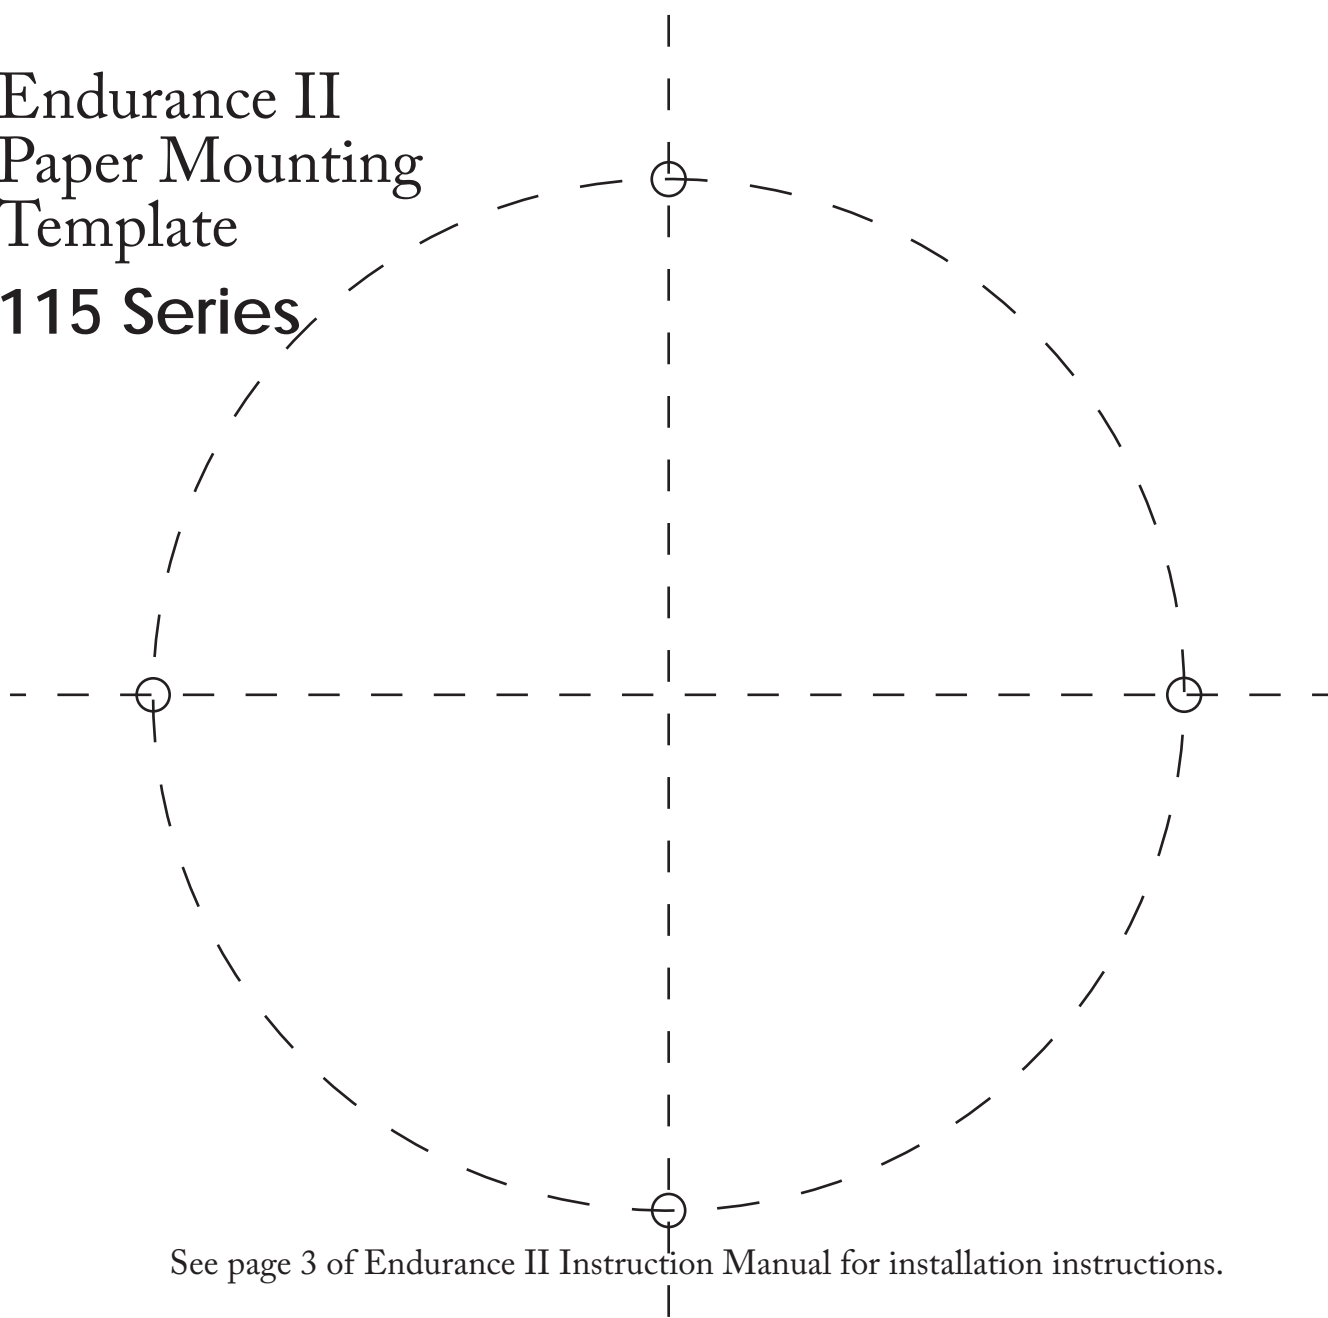 Endurance II
Paper Mounting
Template
115 Series
See page 3 of Endurance II Instruction Manual for installation instructions.